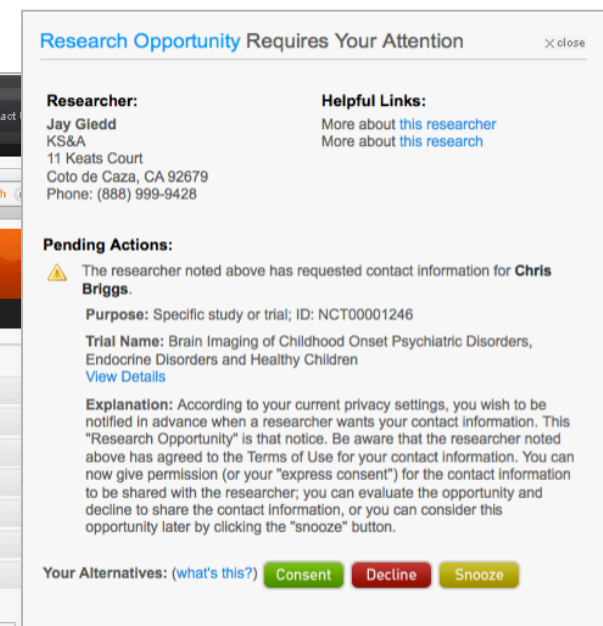 Research Opportunity Requires Your Attention
close
Researcher:
Jay Giedd
KS&A
11 Keats Court
Coto de Caza, CA 92679
Phone: (888) 999-9428
Helpful Links:
More about this researcher
More about this research
Pending Actions:
The researcher noted above has requested contact information for Chris
Briggs.
Purpose: Specific study or trial; ID: NCT00001246
Trial Name: Brain Imaging of Childhood Onset Psychiatric Disorders,
Endocrine Disorders and Healthy Children
View Details
Explanation: According to your current privacy settings, you wish to be
notified in advance when a researcher wants your contact information. This
"Research Opportunity" is that notice. Be aware that the researcher noted
above has agreed to the Terms of Use for your contact information. You can
now give permission (or your "express consent") for the contact information
to be shared with the researcher; you can evaluate the opportunity and
decline to share the contact information, or you can consider this
opportunity later by clicking the "snooze" button.
Your Alternatives: (what's this?) Consent Decline Snooze